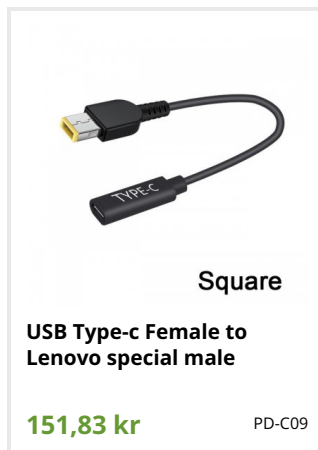 TYPE-C
Square
USB Type-c Female to
Lenovo special male
151,83 kr
PD-C09